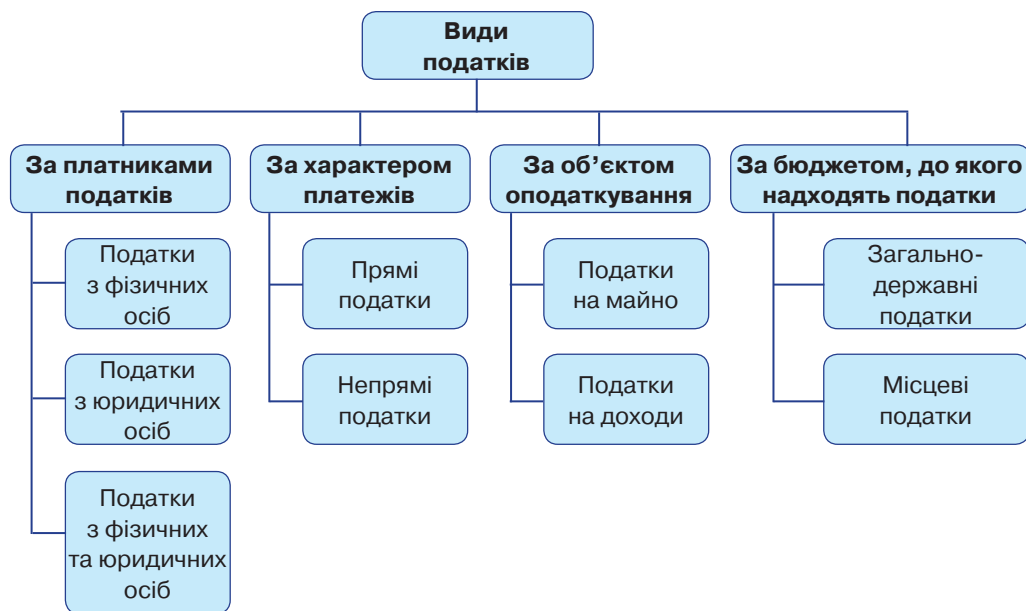 Види
податків
За платниками
податків
Податки
з фізичних
осіб
Податки
з юридичних
осіб
Податки
з фізичних
та юридичних
осіб
За характером
платежів
Прямі
податки
Непрямі
податки
За об’єктом
оподаткування
Податки
на майно
Податки
на доходи
За бюджетом, до якого
надходять податки
Загально-
державні
податки
Місцеві
податки